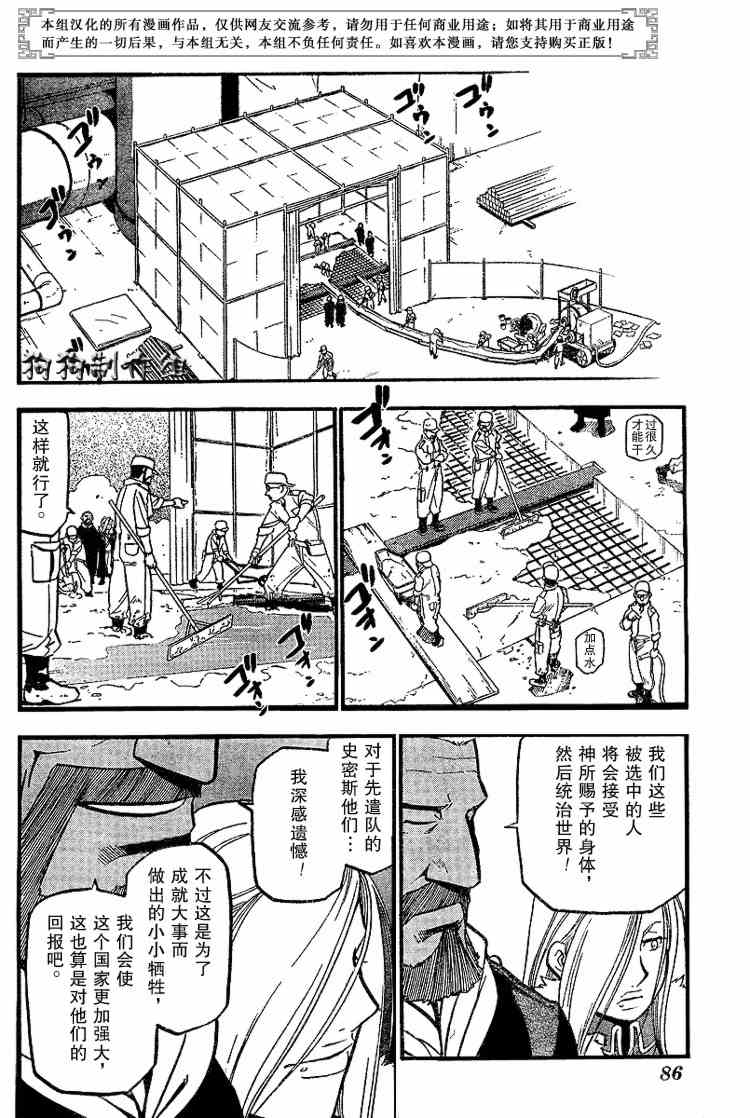 本组汉化的所有漫画作品，仅供网友交流参考，请勿用于任何商业用途；如将其用于商业用途
而产生的一切后果，与本组无关，本组不负任何责任。如喜欢本漫画，请您支持购买正版！
ゴウン
ゴウン
ゴウン
ゴウン
狗狗制作组
过很久
才能干
ゴオン
加点
水
这样就行了。
ゴオン
ゴオン
我们这些
被选中的人
将会接受
神所赐予的身体，
然后统治世界！
对于先遣队的
史密斯他们…
我
深感
遗憾！
不过这是为了
成就大事而
做出的小小牺牲，
我们会使
这个国家更加强大，
这也算是对他们的
回报吧。
86